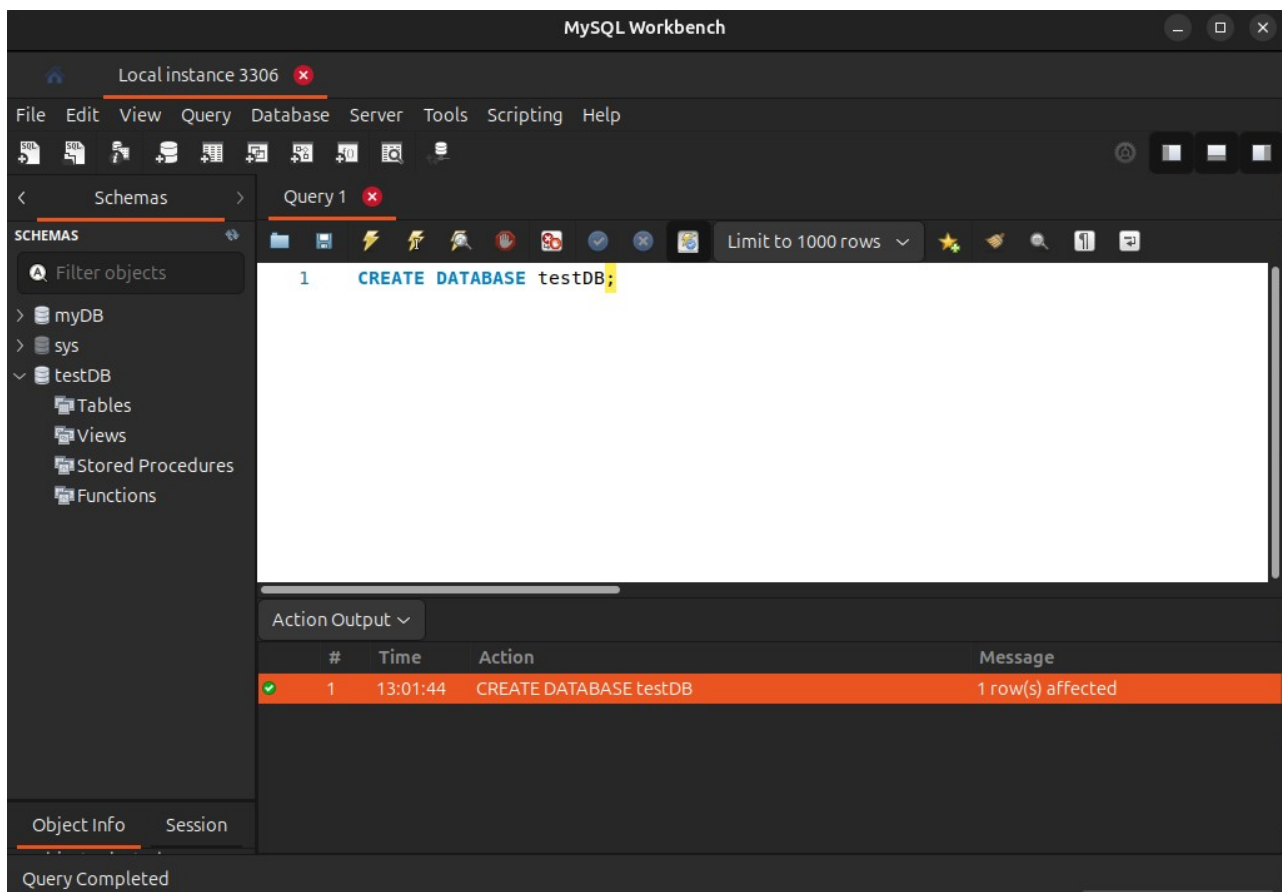 MySQL Workbench
Local instance 3306
File Edit View Query Database Server Tools Scripting Help
Schemas
Query 1
SCHEMAS
Limit to 1000 rows
Filter objects
1 CREATE DATABASE testDB;
myDB
sys
testDB
Tables
Views
Stored Procedures
Functions
Action Output
# Time Action Message
1 13:01:44 CREATE DATABASE testDB 1 row(s) affected
Object Info Session
Query Completed